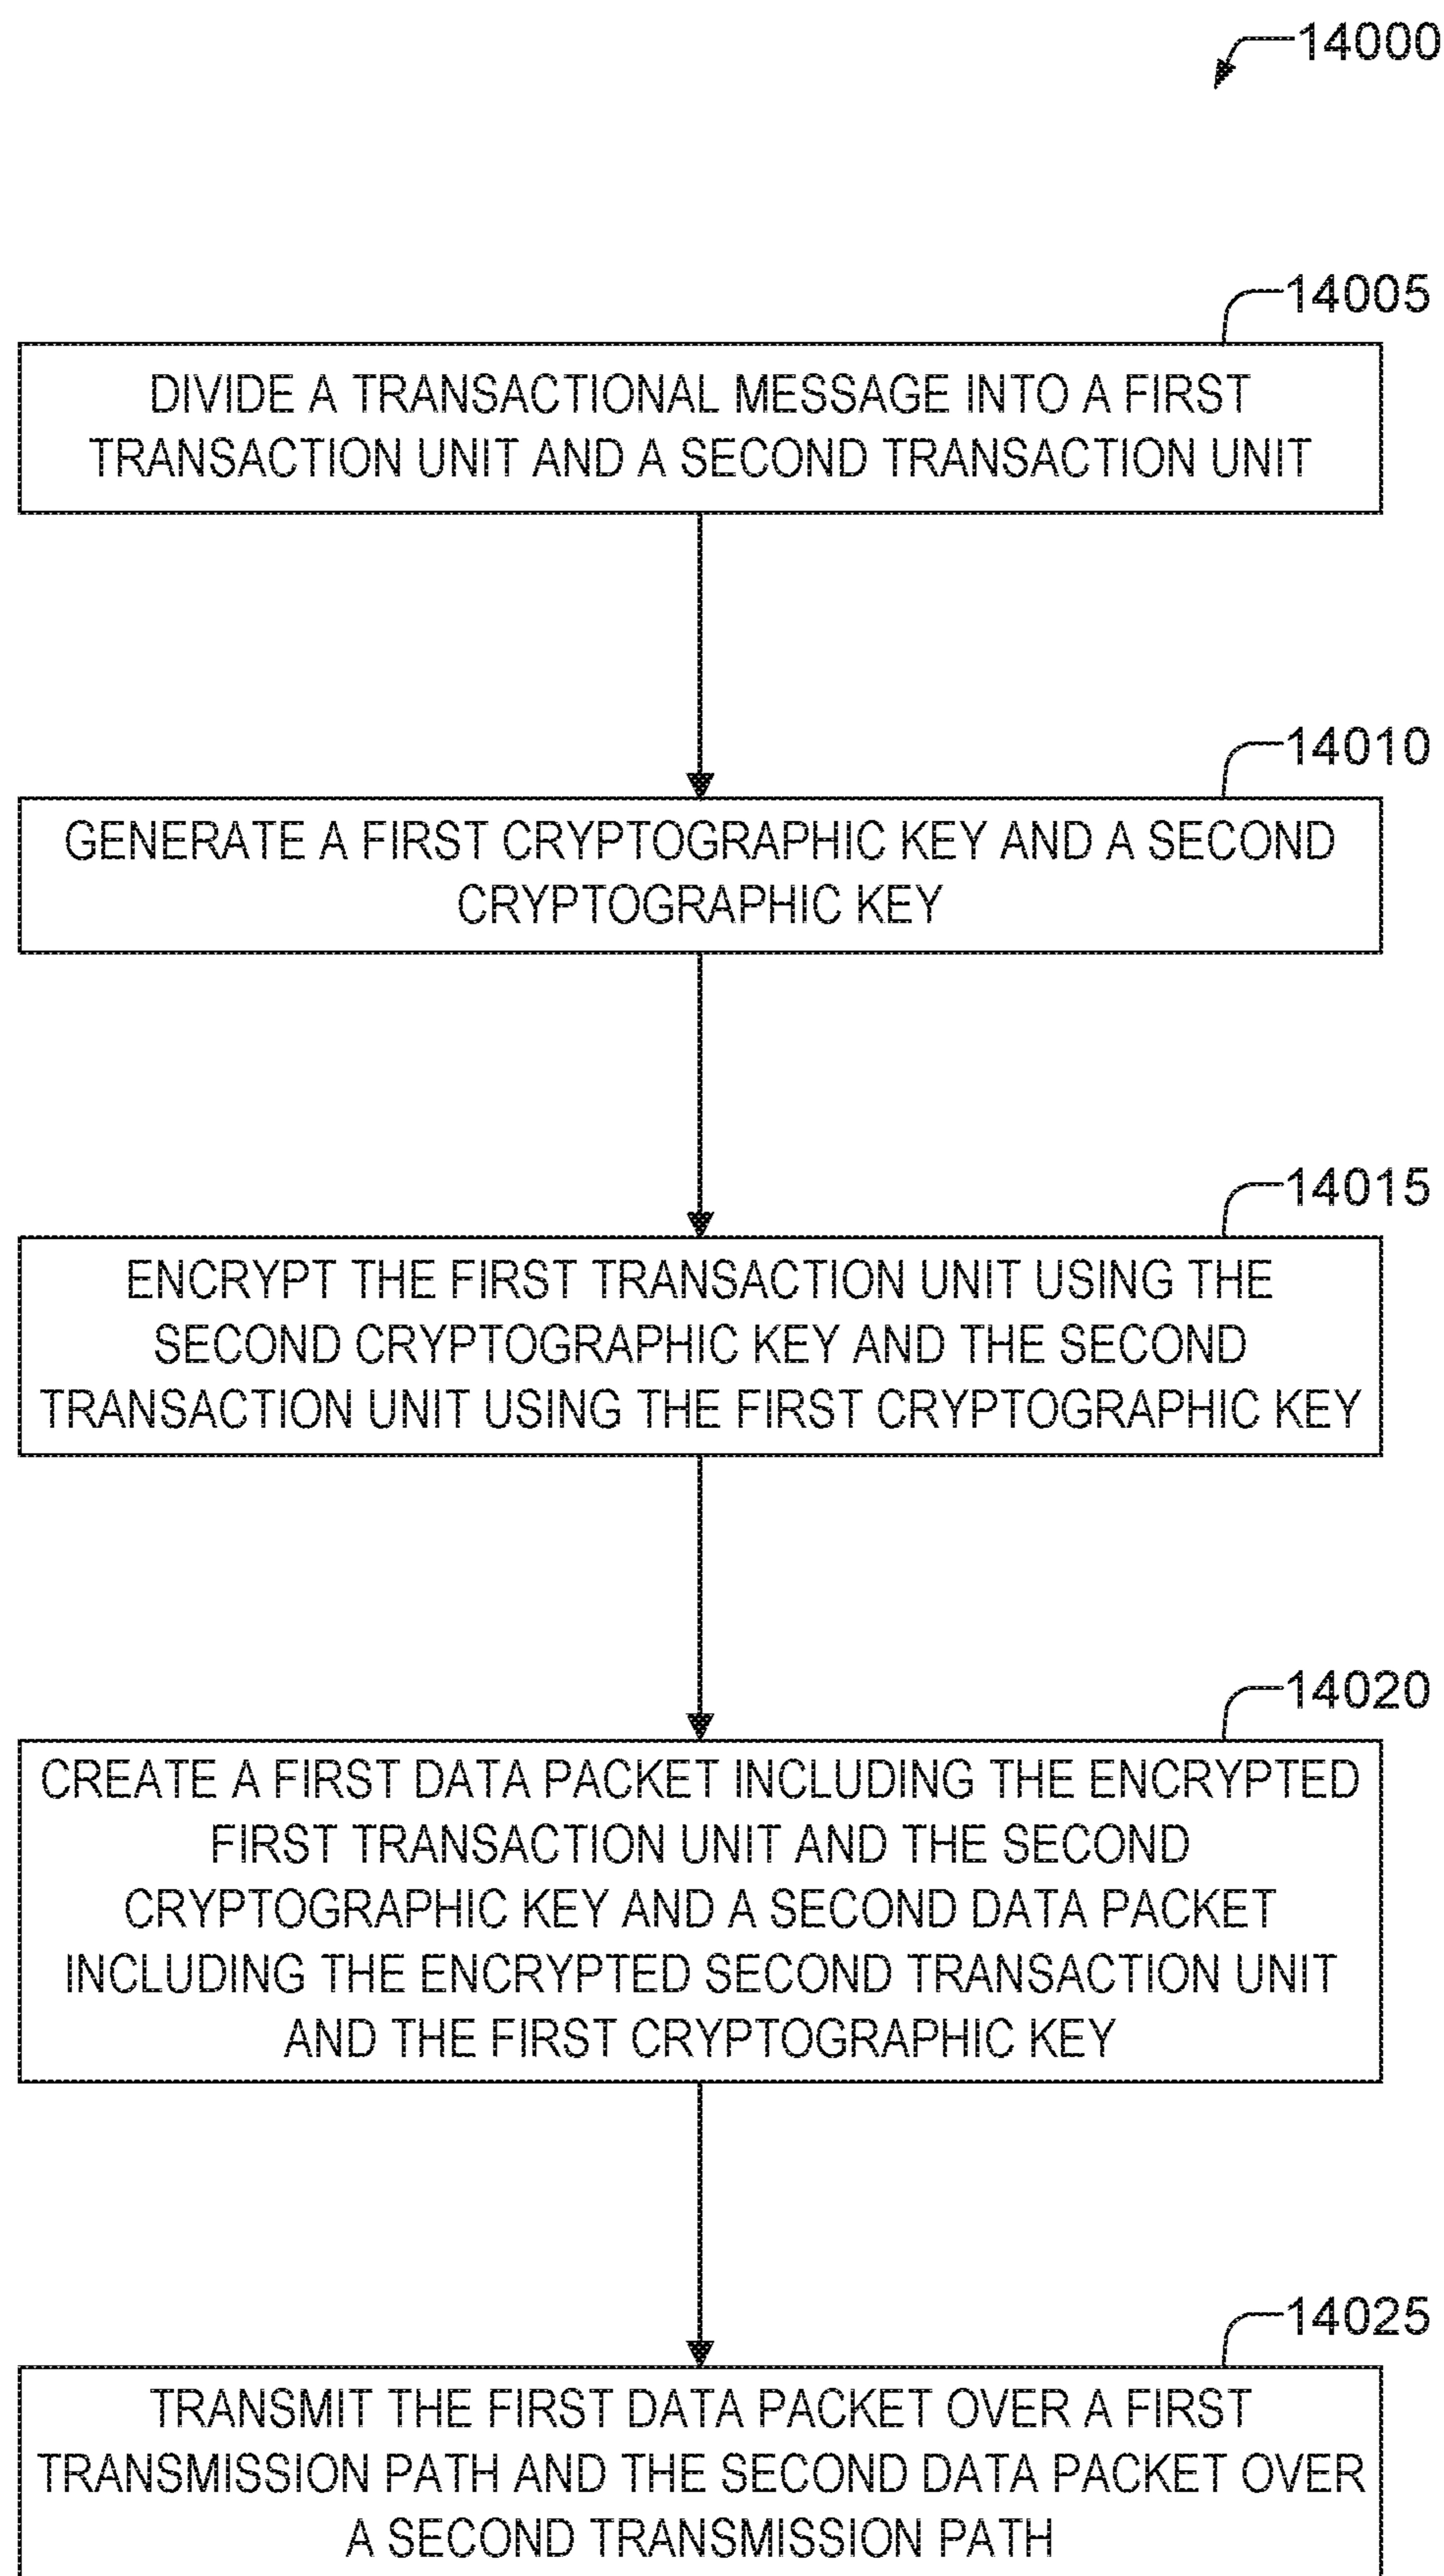 14000
14005
DIVIDE A TRANSACTIONAL MESSAGE INTO A FIRST
TRANSACTION UNIT AND A SECOND TRANSACTION UNIT
14010
GENERATE A FIRST CRYPTOGRAPHIC KEY AND A SECOND
CRYPTOGRAPHIC KEY
14015
ENCRYPT THE FIRST TRANSACTION UNIT USING THE
SECOND CRYPTOGRAPHIC KEY AND THE SECOND
TRANSACTION UNIT USING THE FIRST CRYPTOGRAPHIC KEY
14020
CREATE A FIRST DATA PACKET INCLUDING THE ENCRYPTED
FIRST TRANSACTION UNIT AND THE SECOND
CRYPTOGRAPHIC KEY AND A SECOND DATA PACKET
INCLUDING THE ENCRYPTED SECOND TRANSACTION UNIT
AND THE FIRST CRYPTOGRAPHIC KEY
14025
TRANSMIT THE FIRST DATA PACKET OVER A FIRST
TRANSMISSION PATH AND THE SECOND DATA PACKET OVER
A SECOND TRANSMISSION PATH